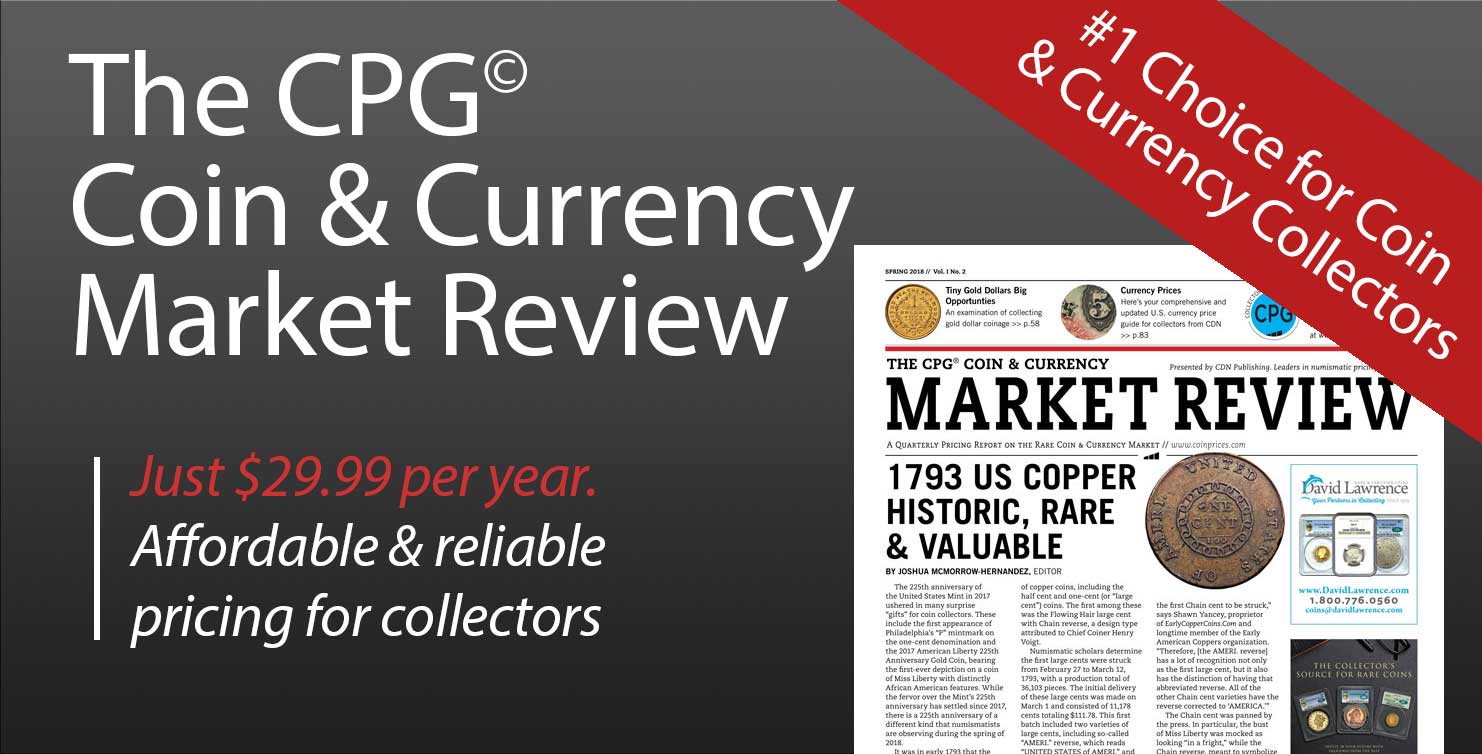 The CPG©
Coin & Currency
Market Review
Just $29.99 per year.
Affordable & reliable
pricing for collectors
#1 Choice for Coin
& Currency Collectors
SPRING 2018 // Vol. I No. 2
Tiny Gold Dollars Big
Opportunties
An examination of collecting
gold dollar coinage >> p.58
Currency Prices
Here's your comprehensive and
updated U.S. currency price
guide for collectors from CDN
>> p.83
CPG
at
THE CPG® COIN & CURRENCY
Presented by CDN Publishing. Leaders in numismatic
MARKET REVIEW
A Quarterly Pricing Report on the Rare Coin & Currency Market // www.coinprices.com
1793 US COPPER
HISTORIC, RARE
& VALUABLE
BY JOSHUA MCMORROW-HERNANDEZ, EDITOR
The 225th anniversary of
the United States Mint in 2017
ushered in many surprise
"gifts" for coin collectors. These
include the first appearance of
Philadelphia's "P" mintmark on
the one-cent denomination and
the 2017 American Liberty 225th
Anniversary Gold Coin, bearing
the first-ever depiction on a coin
of Miss Liberty with distinctly
African American features. While
the fervor over the Mint's 225th
anniversary has settled since 2017,
there is a 225th anniversary of a
different kind that numismatists
are observing during the spring of
2018.
It was in early 1793 that the
of copper coins, including the
half cent and one-cent (or "large
cent") coins. The first among these
was the Flowing Hair large cent
with Chain reverse, a design type
attributed to Chief Coiner Henry
Voigt.
Numismatic scholars determine
the first large cents were struck
from February 27 to March 12,
1793, with a production total of
36,103 pieces. The initial delivery
of these large cents was made on
March 1 and consisted of 11,178
cents totaling $111.78. This first
batch included two varieties of
large cents, including so-called
"AMERI." reverse, which reads
"UNITED STATES of AMERI." and
UNITED STATES OF AMERI.
ONE
CENT
1/100
the first Chain cent to be struck,"
says Shawn Yancey, proprietor
of EarlyCopperCoins.Com and
longtime member of the Early
American Coppers organization.
"Therefore, [the AMERI. reverse]
has a lot of recognition not only
as the first large cent, but it also
has the distinction of having that
abbreviated reverse. All of the
other Chain cent varieties have the
reverse corrected to 'AMERICA.'"
The Chain cent was panned by
the press. In particular, the bust
of Miss Liberty was mocked as
looking "in a fright," while the
Chain reverse, meant to symbolize
David Lawrence
Your Partners in Collecting
www.DavidLawrence.com
1.800.776.0560
coins@davidlawrence.com
THE COLLECTOR'S
SOURCE FOR RARE COINS